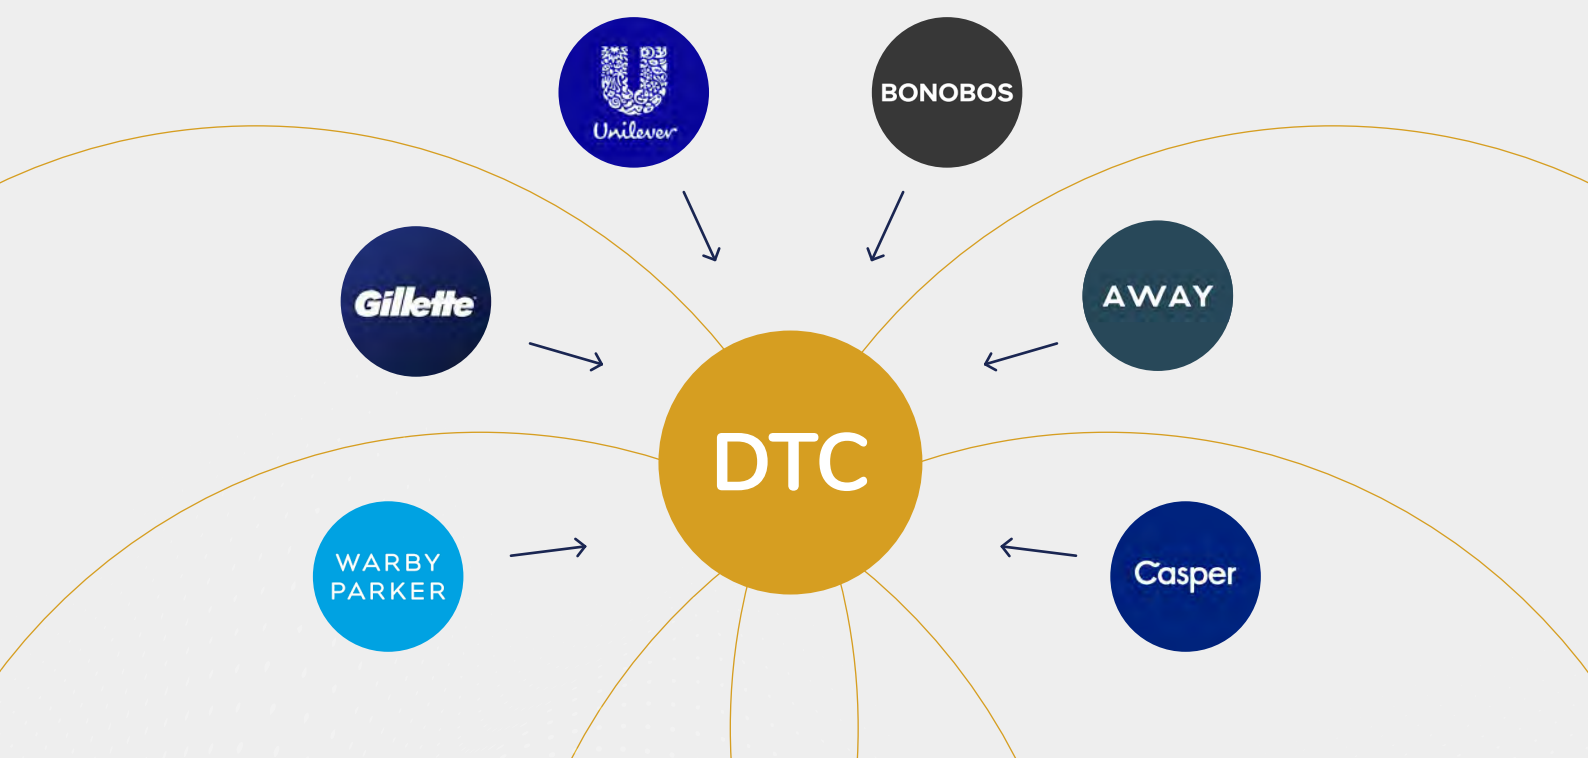 Unilever
BONOBOS
Gillette
AWAY
DTC
WARBY
PARKER
Casper